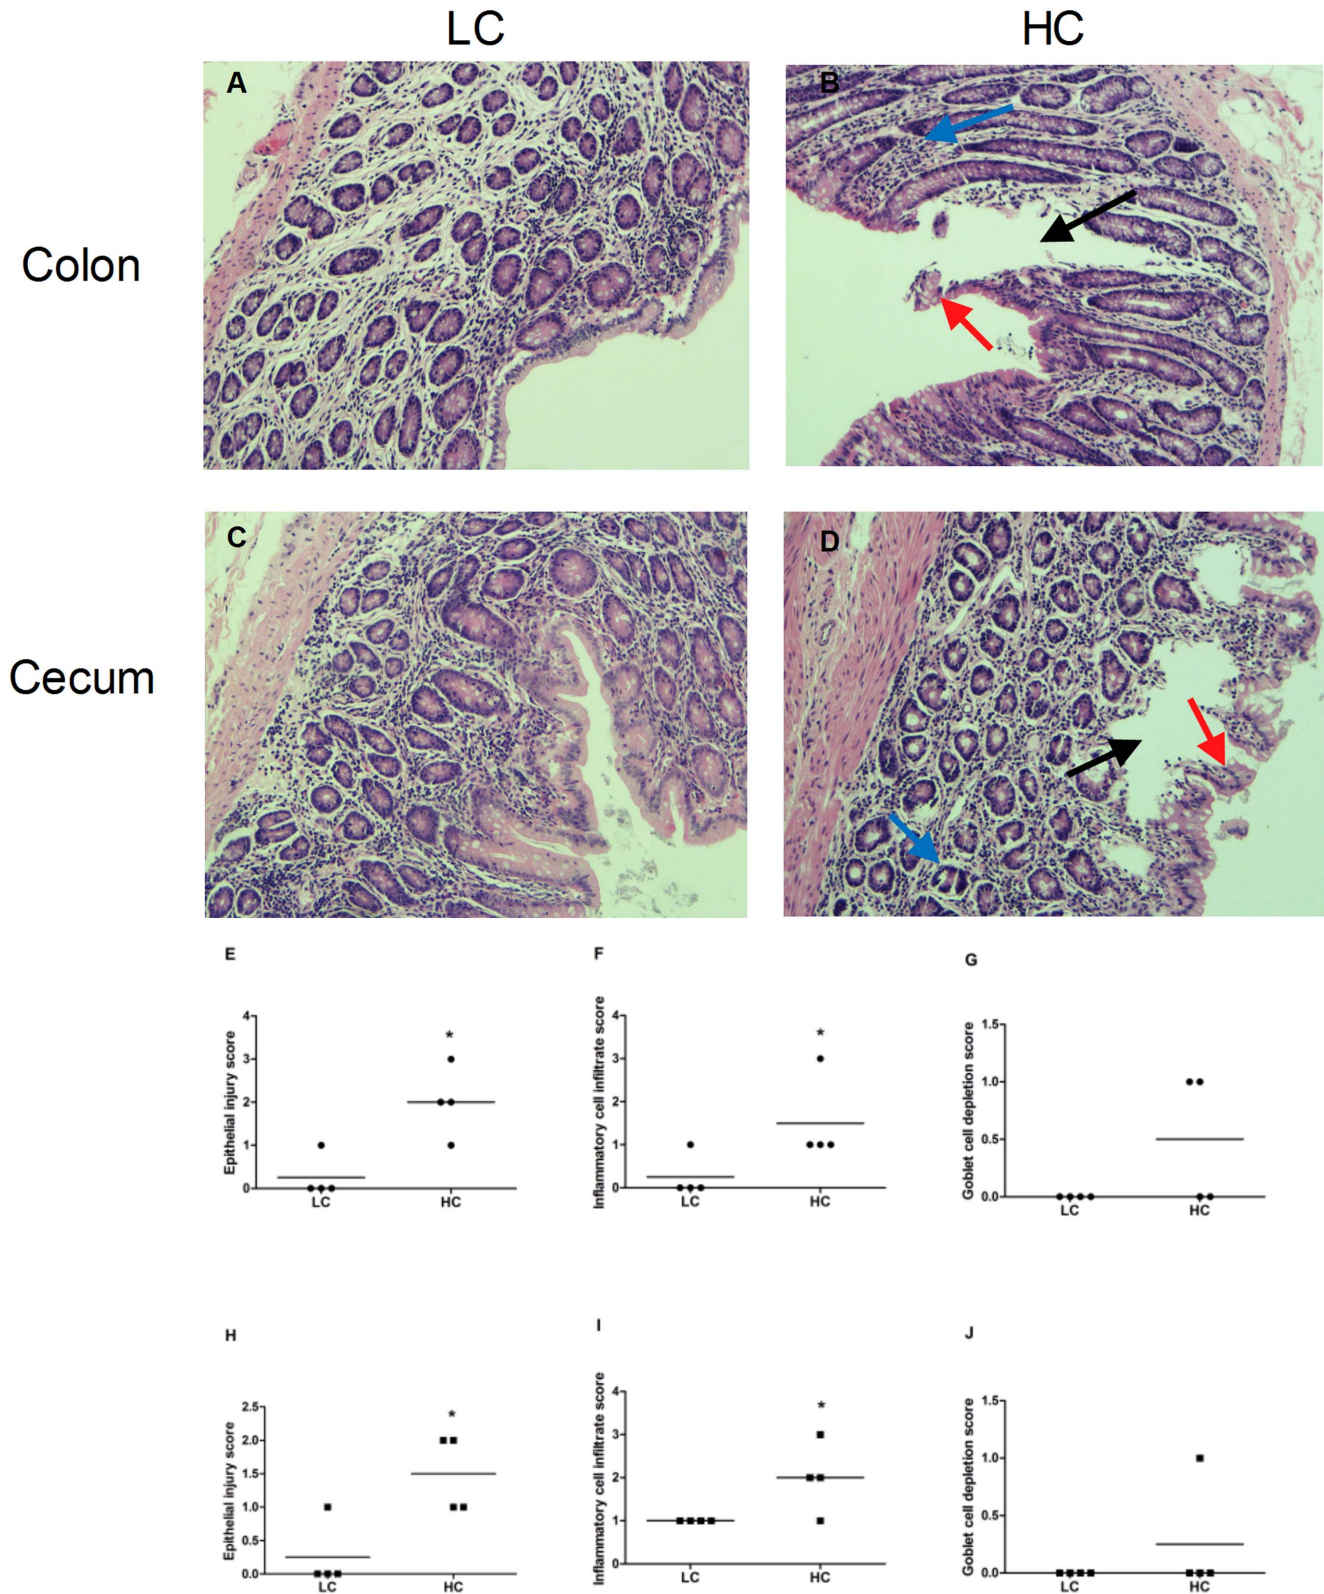 LC HC
A B
Colon
C D
Cecum
E F G
Epithelial injury score
4
3
2
1
0
*
LC HC
Inflammatory cell infiltrate score
4
3
2
1
0
*
LC HC
Goblet cell depletion score
1.5
1.0
0.5
0.0
LC HC
H I J
Epithelial injury score
2.5
2.0
1.5
1.0
0.5
0.0
*
LC HC
Inflammatory cell infiltrate score
4
3
2
1
0
*
LC HC
Goblet cell depletion score
1.5
1.0
0.5
0.0
LC HC